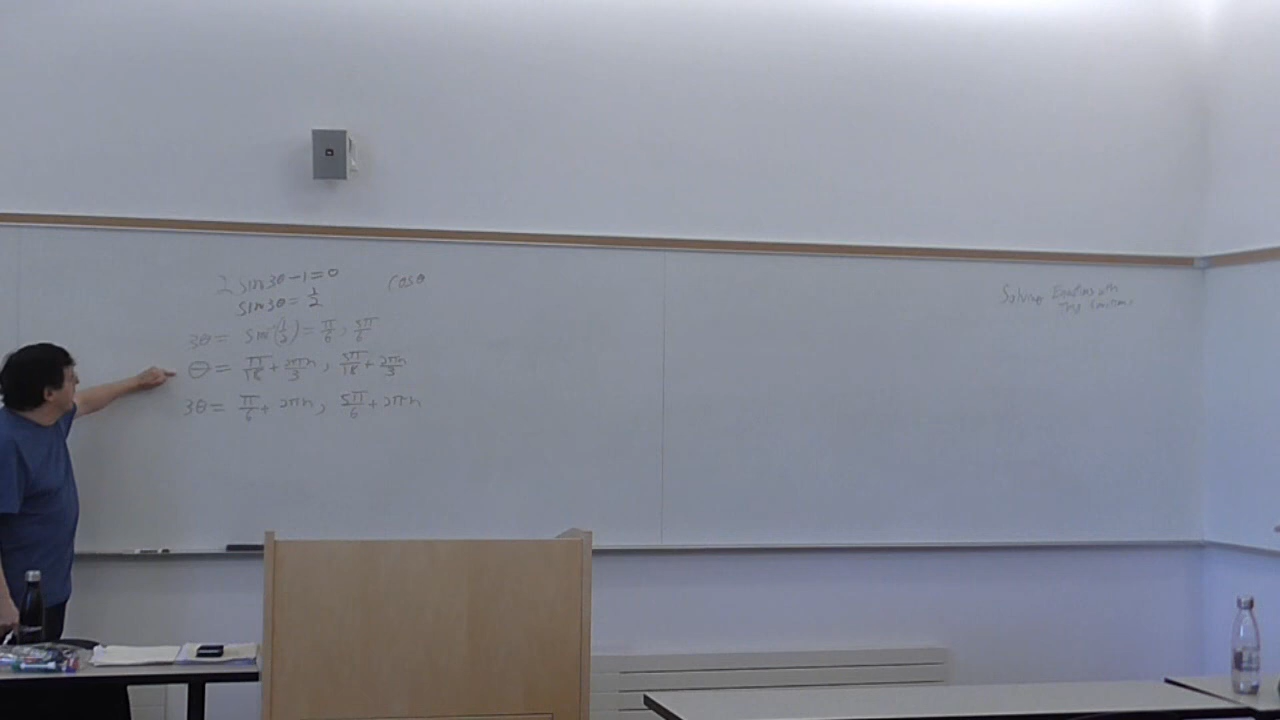 2 sin3θ-1=0
sin3θ=1/2
3θ= sin⁻¹(1/2)=π/6, 5π/6
θ= π/18+2πn/3, 5π/18+2πn/3
3θ= π/6+2πn, 5π/6+2πn
cosθ
Solving Equations with
Trig Functions